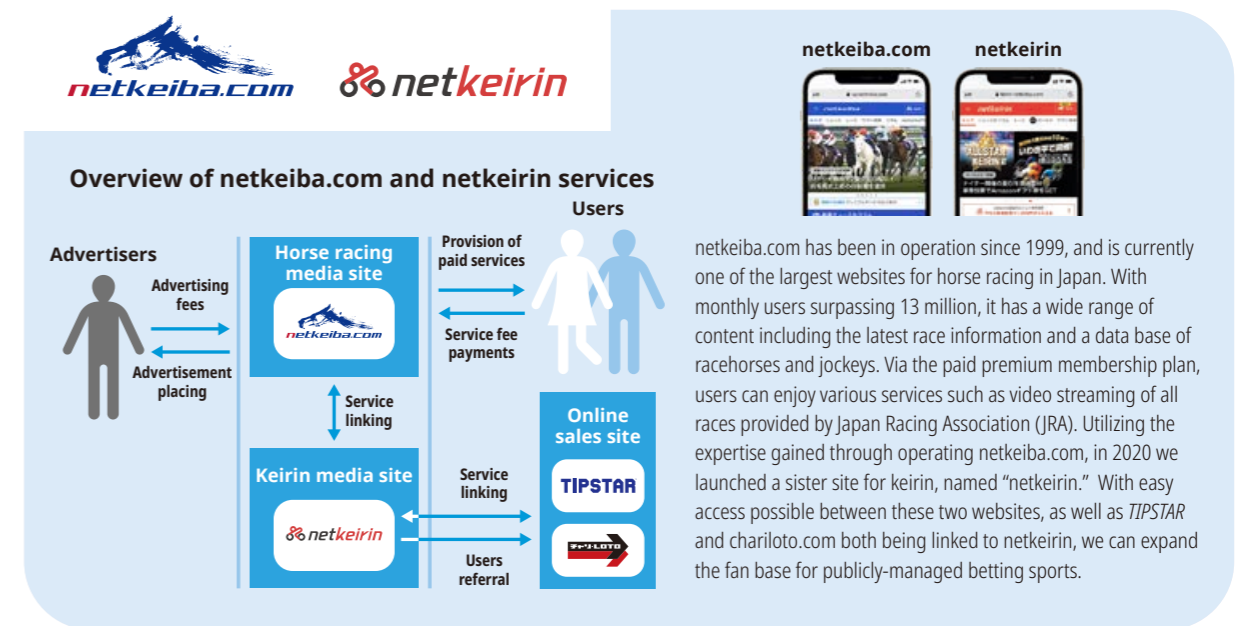 netkeiba.com
netkeirin
netkeiba.com netkeirin
Overview of netkeiba.com and netkeirin services
Advertisers
Advertising
fees
Advertisement
placing
Horse racing
media site
netkeiba.com
Service
linking
Keirin media site
netkeirin
Provision of
paid services
Service fee
payments
Users
Service
linking
Users
referral
Online
sales site
TIPSTAR
チャリ・LOTO
netkeiba.com has been in operation since 1999, and is currently
one of the largest websites for horse racing in Japan. With
monthly users surpassing 13 million, it has a wide range of
content including the latest race information and a data base of
racehorses and jockeys. Via the paid premium membership plan,
users can enjoy various services such as video streaming of all
races provided by Japan Racing Association (JRA). Utilizing the
expertise gained through operating netkeiba.com, in 2020 we
launched a sister site for keirin, named “netkeirin.” With easy
access possible between these two websites, as well as TIPSTAR
and chariloto.com both being linked to netkeirin, we can expand
the fan base for publicly-managed betting sports.